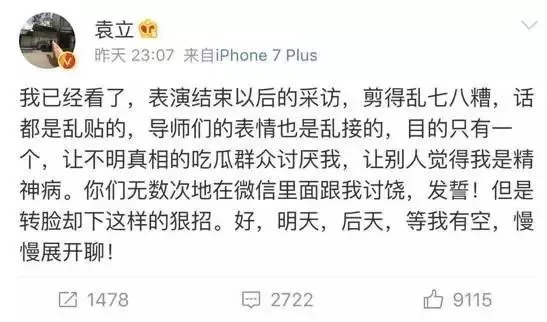 袁立
昨天 23:07 来自iPhone 7 Plus
我已经看了，表演结束以后的采访，剪得乱七八糟，话
都是乱贴的，导师们的表情也是乱接的，目的只有一
个，让不明真相的吃瓜群众讨厌我，让别人觉得我是精
神病。你们无数次地在微信里面跟我讨饶，发誓！但是
转脸却下这样的狠招。好，明天，后天，等我有空，慢
慢展开聊！
1478 2722 9115